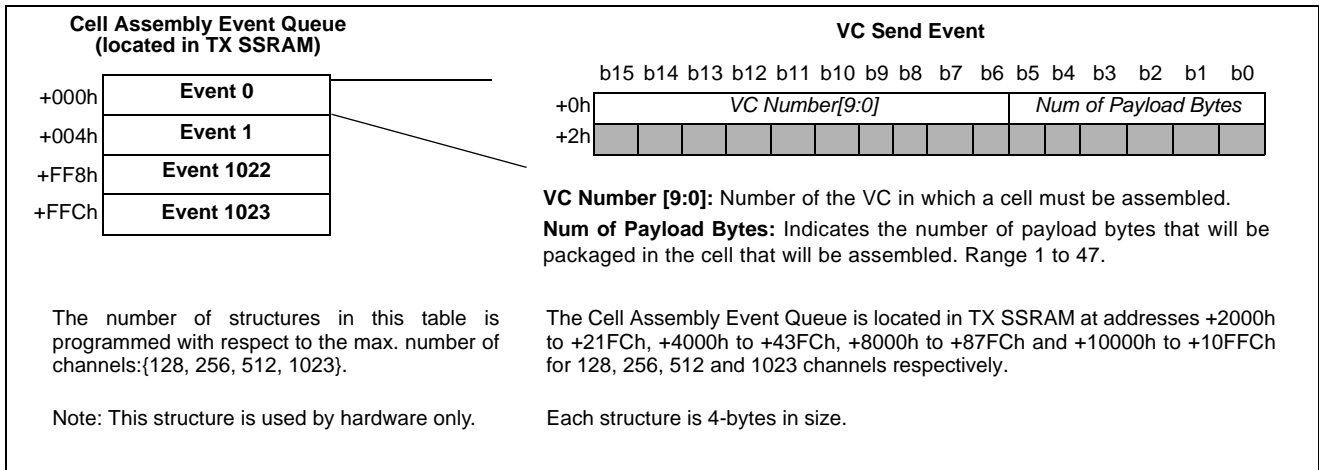 Cell Assembly Event Queue
(located in TX SSRAM)
+000h Event 0
+004h Event 1
+FF8h Event 1022
+FFCh Event 1023
VC Send Event
b15 b14 b13 b12 b11 b10 b9 b8 b7 b6 b5 b4 b3 b2 b1 b0
+0h VC Number[9:0] Num of Payload Bytes
+2h
VC Number [9:0]: Number of the VC in which a cell must be assembled.
Num of Payload Bytes: Indicates the number of payload bytes that will be
packaged in the cell that will be assembled. Range 1 to 47.
The number of structures in this table is
programmed with respect to the max. number of
channels:{128, 256, 512, 1023}.
Note: This structure is used by hardware only.
The Cell Assembly Event Queue is located in TX SSRAM at addresses +2000h
to +21FCh, +4000h to +43FCh, +8000h to +87FCh and +10000h to +10FFCh
for 128, 256, 512 and 1023 channels respectively.
Each structure is 4-bytes in size.